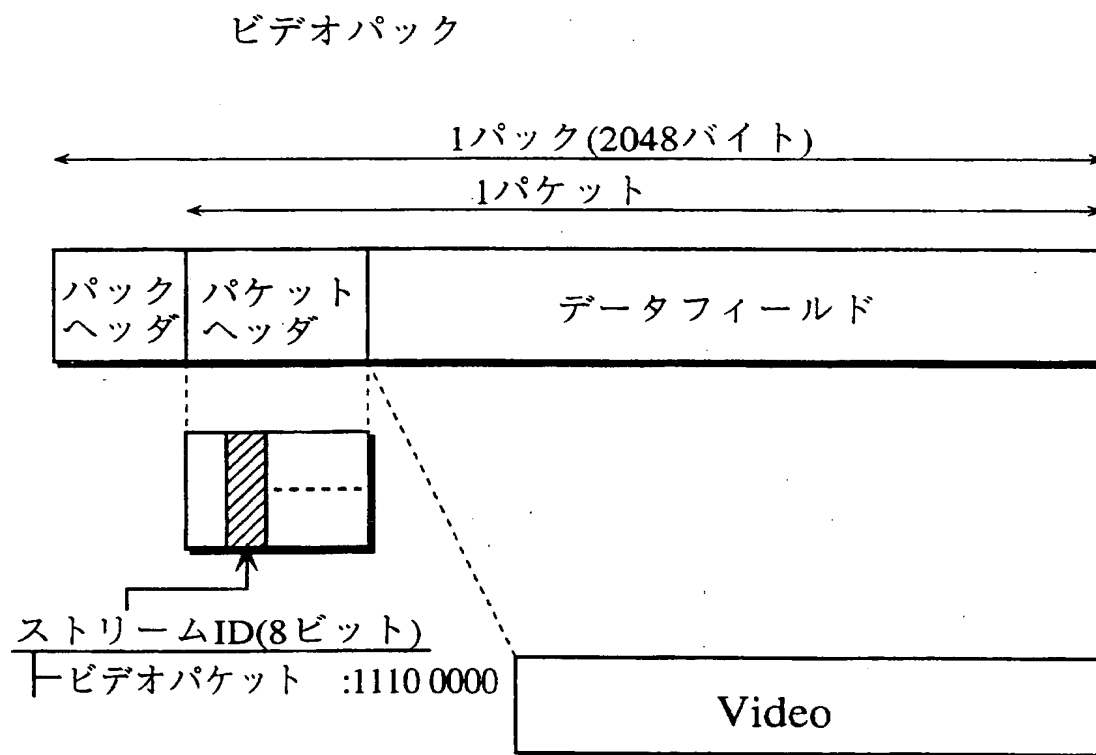 ビデオパック
1パック(2048バイト)
1パケット
パック
ヘッダ
パケット
ヘッダ
データフィールド
ストリームID(8ビット)
ビデオパケット :1110 0000
Video